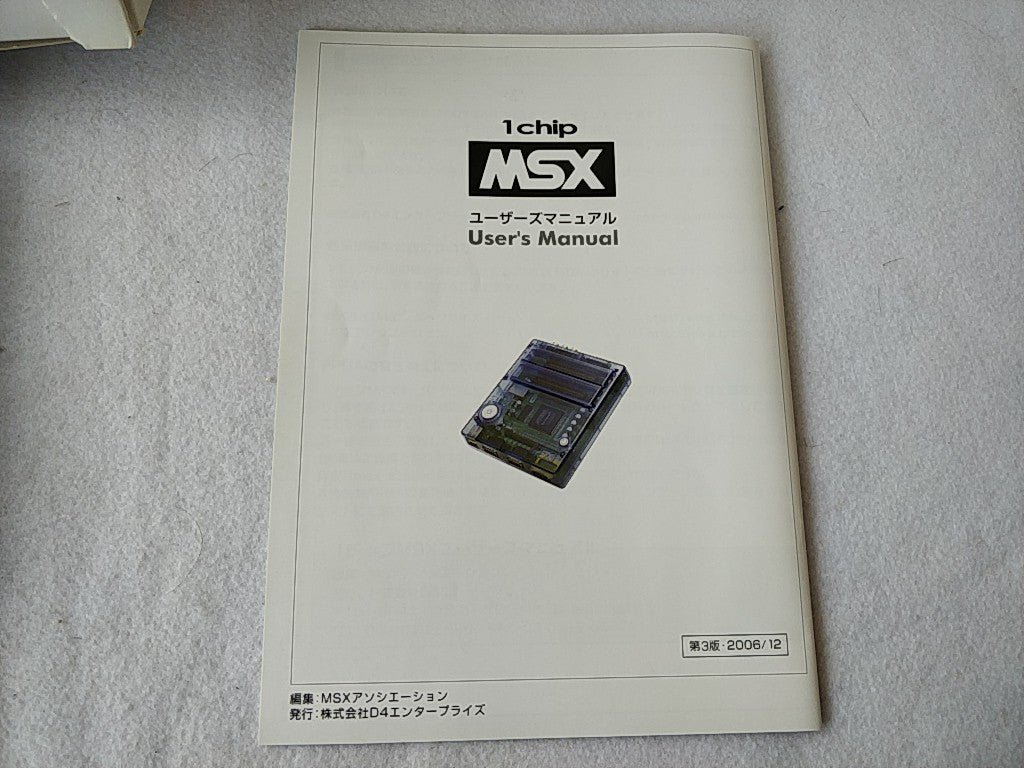 1chip
MSX
ユーザーズマニュアル
User's Manual
第3版・2006/12
編集：MSXアソシエーション
発行：株式会社D4エンタープライズ